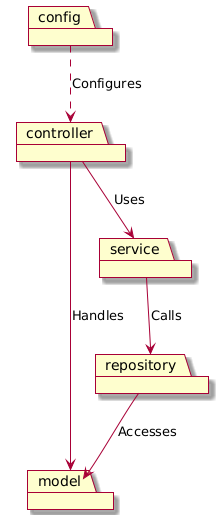 config
Configures
controller
Uses
service
Handles
Calls
repository
Accesses
model